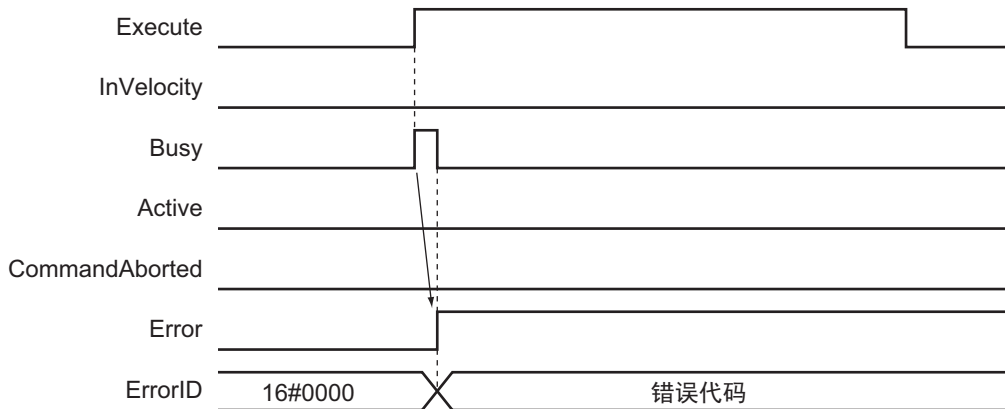 Execute
InVelocity
Busy
Active
CommandAborted
Error
ErrorID 16#0000 错误代码